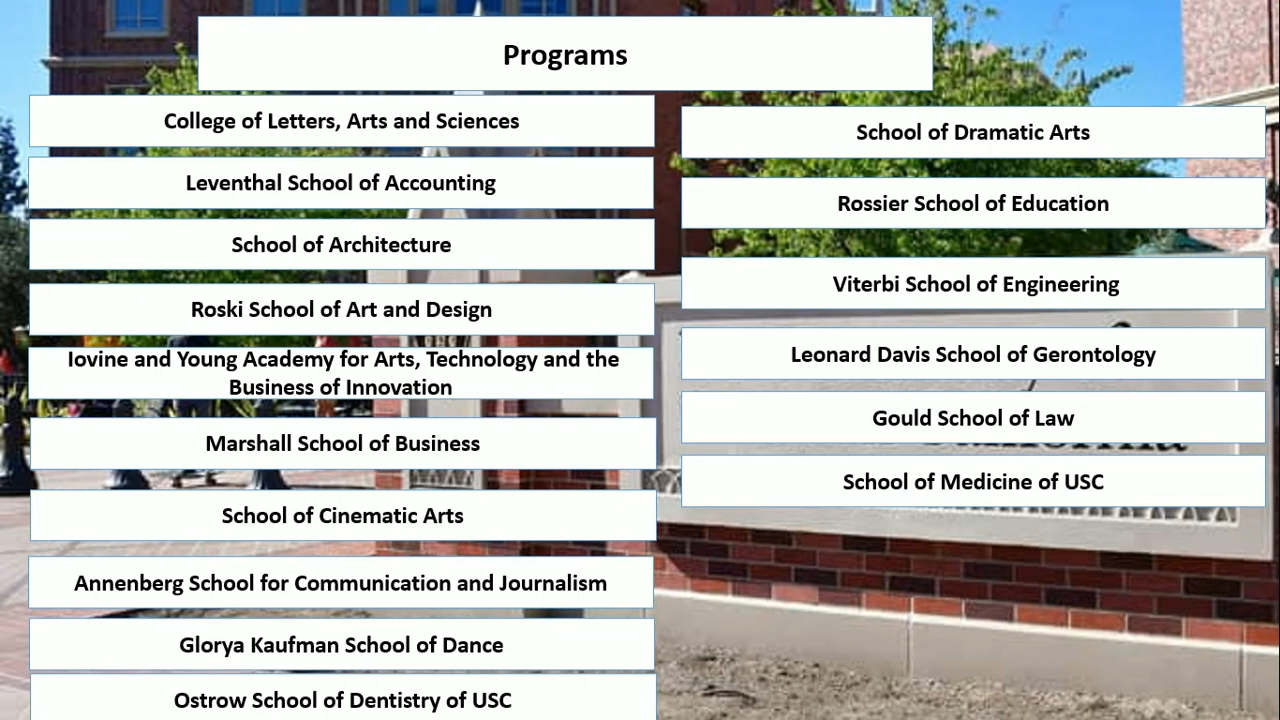 Programs
College of Letters, Arts and Sciences
Leventhal School of Accounting
School of Architecture
Roski School of Art and Design
Iovine and Young Academy for Arts, Technology and the
Business of Innovation
Marshall School of Business
School of Cinematic Arts
Annenberg School for Communication and Journalism
Glorya Kaufman School of Dance
Ostrow School of Dentistry of USC
School of Dramatic Arts
Rossier School of Education
Viterbi School of Engineering
Leonard Davis School of Gerontology
Gould School of Law
School of Medicine of USC